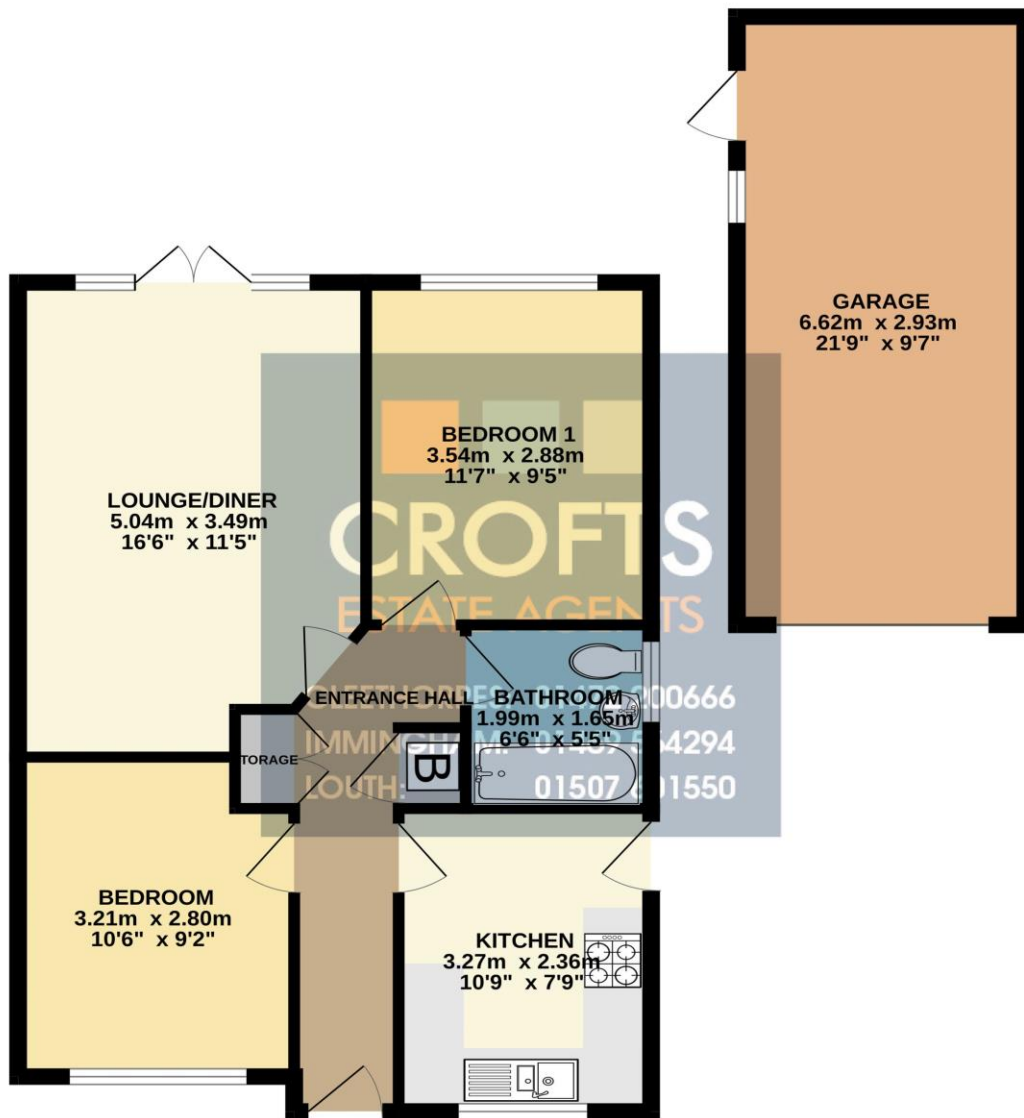 GARAGE
6.62m x 2.93m
21'9" x 9'7"
BEDROOM 1
3.54m x 2.88m
11'7" x 9'5"
LOUNGE/DINER
5.04m x 3.49m
16'6" x 11'5"
CROFTS
ESTATE AGENTS
ENTRANCE HALL
BATHROOM
1.99m x 1.65m
6'6" x 5'5"
200666
TORAGE
B
LOUTH: 01507
BEDROOM
3.21m x 2.80m
10'6" x 9'2"
KITCHEN
3.27m x 2.36m
10'9" x 7'9"